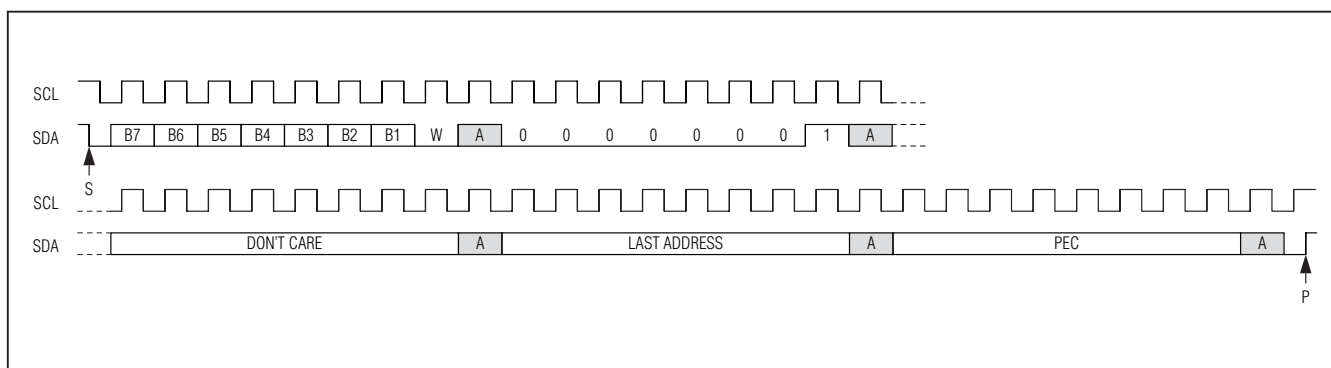 SCL
SDA B7 B6 B5 B4 B3 B2 B1 W A 0 0 0 0 0 0 0 1 A
S
SCL
SDA DON'T CARE A LAST ADDRESS A PEC A
P